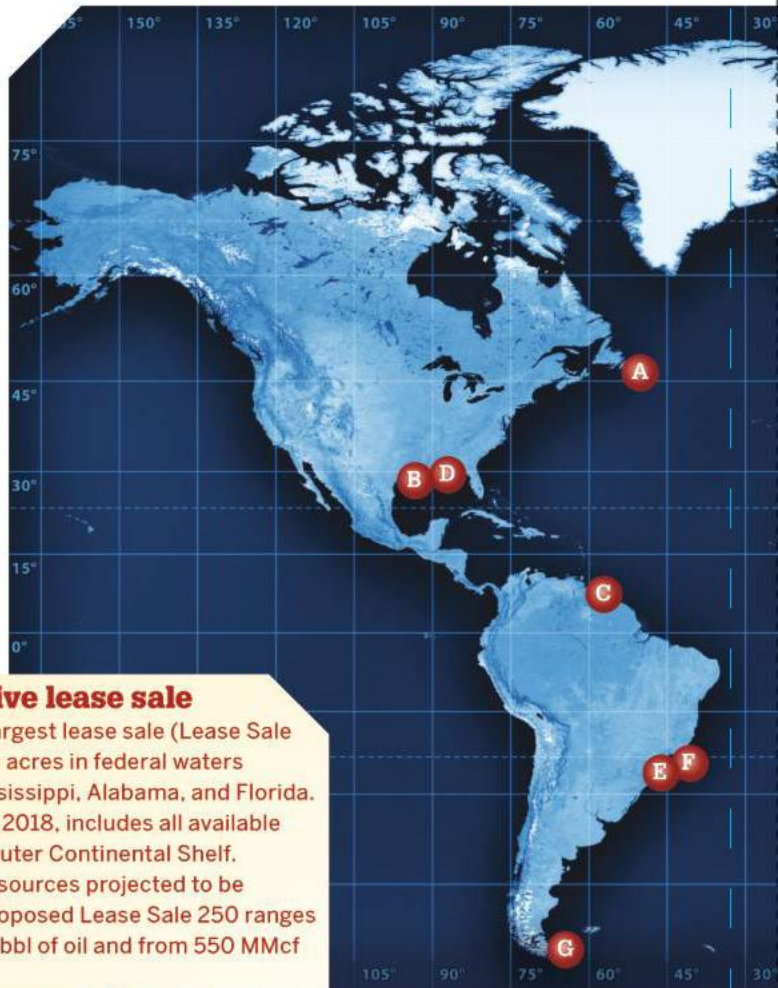 150° 135° 120° 105° 90° 75° 60° 45° 30°
75°
60°
A
45°
30°
B D
15°
C
0°
E F
G
ive lease sale
argest lease sale (Lease Sale
acres in federal waters
sissippi, Alabama, and Florida.
2018, includes all available
uter Continental Shelf.
sources projected to be
oposed Lease Sale 250 ranges
bbl of oil and from 550 MMcf
105° 90° 75° 60° 45° 30°